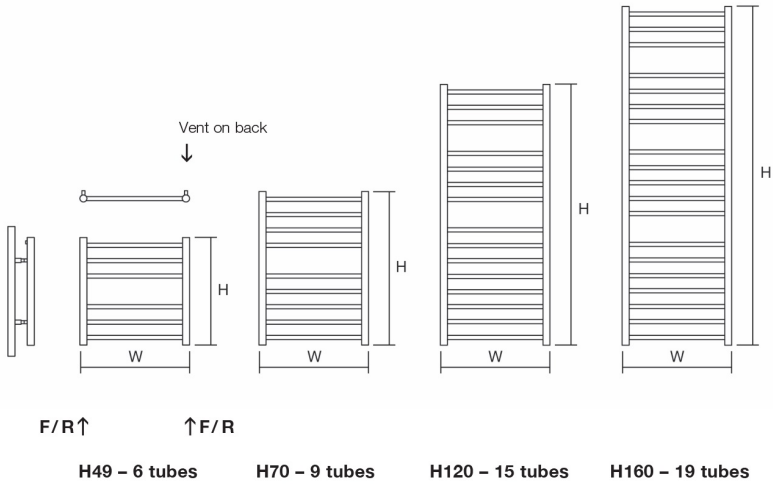 Vent on back
H
H
H
H
W
W
W
W
F/R
F/R
H49 – 6 tubes
H70 – 9 tubes
H120 – 15 tubes
H160 – 19 tubes